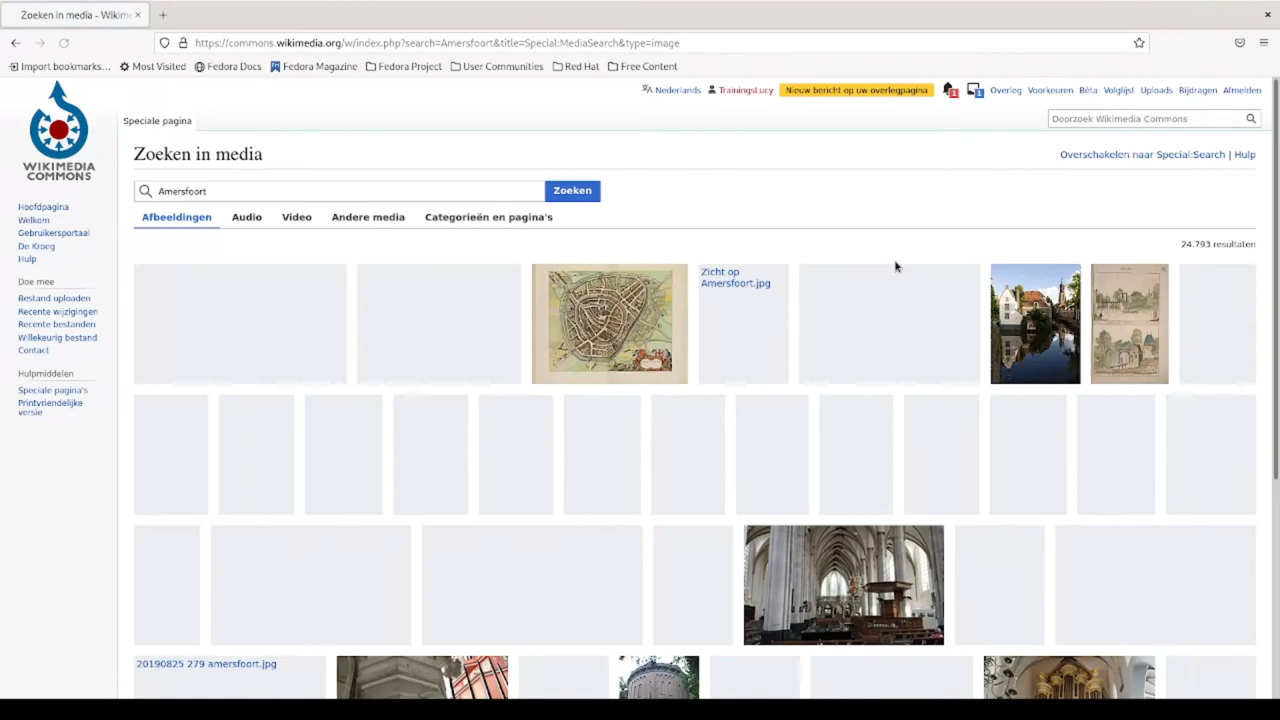 Zoeken in media - Wikim
https://commons.wikimedia.org/w/index.php?search=Amersfoort&title=Special:MediaSearch&type=image
Import bookmarks... Most Visited Fedora Docs Fedora Magazine Fedora Project User Communities Red Hat Free Content
Nederlands TrainingsLucy Nieuw bericht op uw overlegpagina 1 1 Overleg Voorkeuren Bèta Volglijst Uploads Bijdragen Afmelden
WIKIMEDIA
COMMONS
Speciale pagina
Doorzoek Wikimedia Commons
Zoeken in media
Overschakelen naar Special:Search | Hulp
Amersfoort
Zoeken
Afbeeldingen Audio Video Andere media Categorieën en pagina's
24.793 resultaten
Hoofdpagina
Welkom
Gebruikersportaal
De Kroeg
Hulp
Doe mee
Bestand uploaden
Recente wijzigingen
Recente bestanden
Willekeurig bestand
Contact
Hulpmiddelen
Speciale pagina's
Printvriendelijke
versie
Zicht op
Amersfoort.jpg
20190825 279 amersfoort.jpg